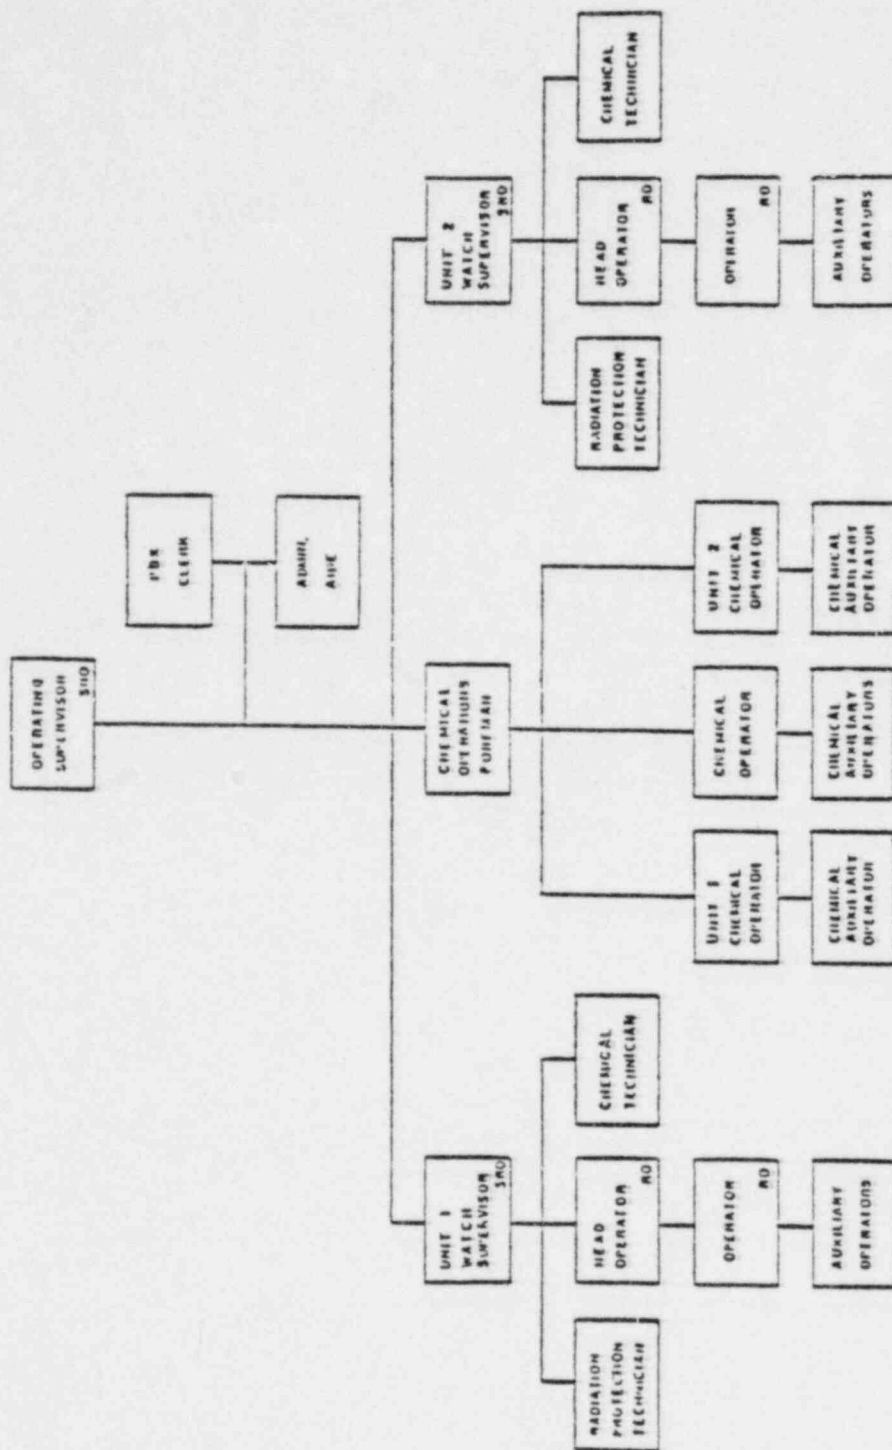 OPERATING
SUPERVISOR
SRO
PBX
CLERK
AIDE
UNIT 1
WATCH
SUPERVISOR
SRO
CHEMICAL
OPERATIONS
FOREMAN
UNIT 2
WATCH
SUPERVISOR
SRO
RADIATION
PROTECTION
TECHNICIAN
HEAD
OPERATOR
RO
CHEMICAL
TECHNICIAN
RADIATION
PROTECTION
TECHNICIAN
HEAD
OPERATOR
RO
CHEMICAL
TECHNICIAN
OPERATOR
RO
UNIT 1
CHEMICAL
OPERATOR
CHEMICAL
OPERATOR
UNIT 2
CHEMICAL
OPERATOR
OPERATOR
RO
AUXILIARY
OPERATORS
CHEMICAL
AUXILIARY
OPERATOR
CHEMICAL
AUXILIARY
OPERATORS
CHEMICAL
AUXILIARY
OPERATOR
AUXILIARY
OPERATORS